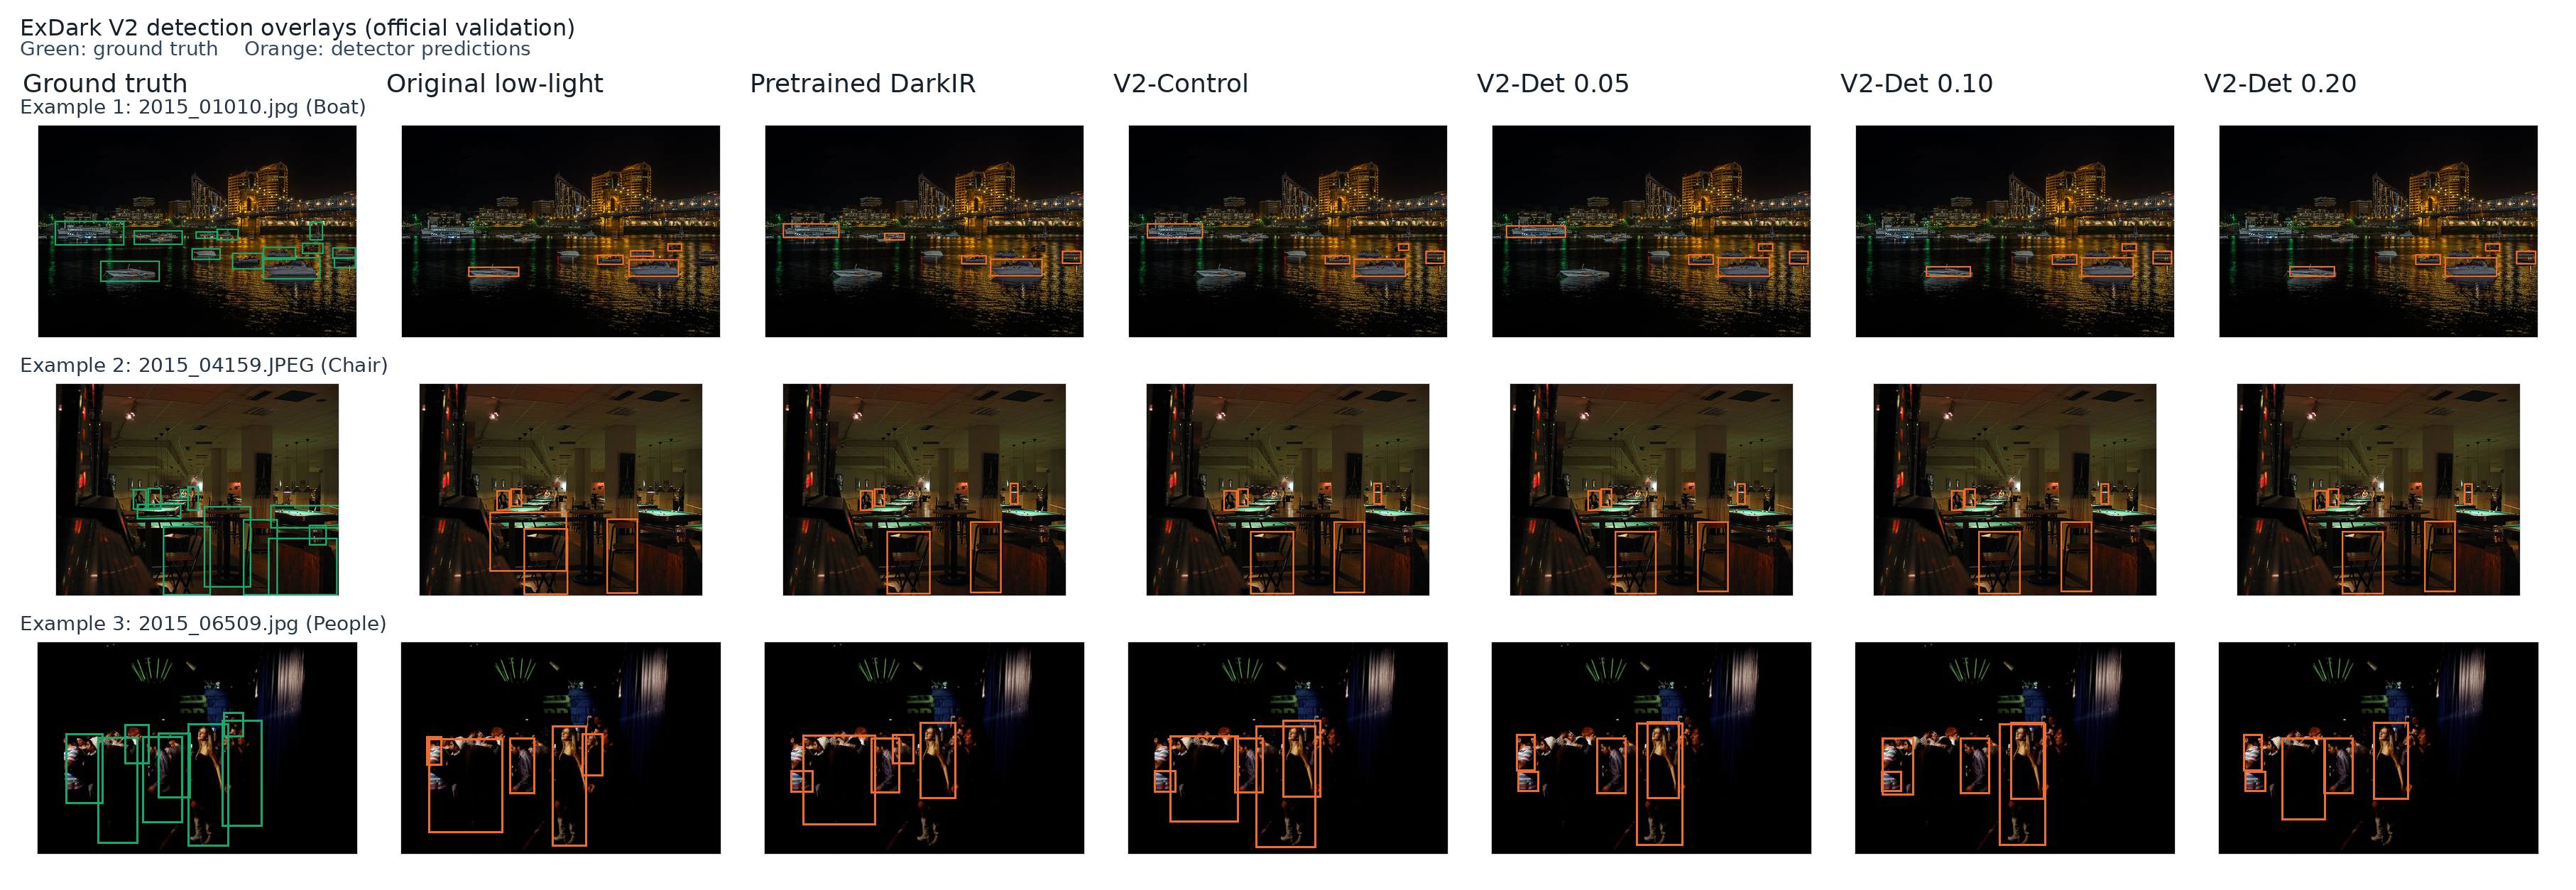 ExDark V2 detection overlays (official validation)
Green: ground truth    Orange: detector predictions
Ground truth    Original low-light    Pretrained DarkIR    V2-Control    V2-Det 0.05    V2-Det 0.10    V2-Det 0.20
Example 1: 2015_01010.jpg (Boat)
Example 2: 2015_04159.JPEG (Chair)
Example 3: 2015_06509.jpg (People)